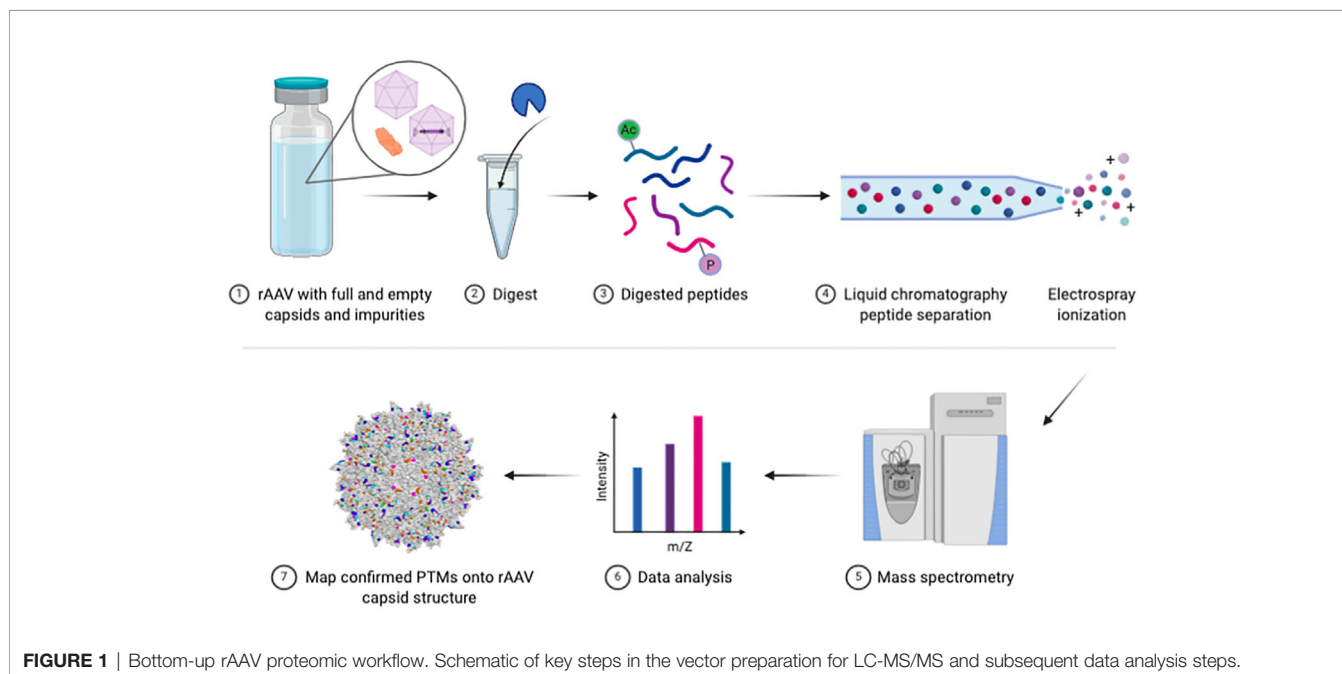 Ac
P
+
+
+
① rAAV with full and empty
capsids and impurities
② Digest
③ Digested peptides
④ Liquid chromatography
peptide separation
Electrospray
ionization
Intensity
m/Z
⑦ Map confirmed PTMs onto rAAV
capsid structure
⑥ Data analysis
⑤ Mass spectrometry
FIGURE 1 | Bottom-up rAAV proteomic workflow. Schematic of key steps in the vector preparation for LC-MS/MS and subsequent data analysis steps.